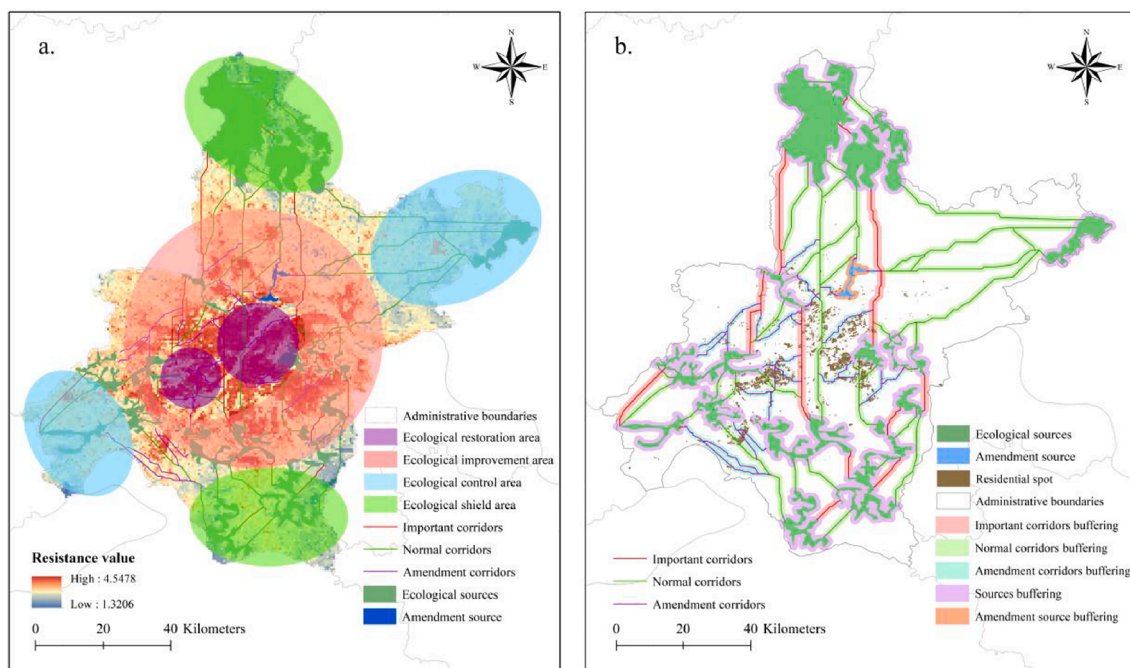 a.
N
W
E
S
Administrative boundaries
Ecological restoration area
Ecological improvement area
Ecological control area
Ecological shield area
Important corridors
Normal corridors
Amendment corridors
Ecological sources
Amendment source
Resistance value
High : 4.5478
Low : 1.3206
0 20 40 Kilometers
b.
N
W
E
S
Ecological sources
Amendment source
Residential spot
Administrative boundaries
Important corridors buffering
Normal corridors buffering
Amendment corridors buffering
Sources buffering
Amendment source buffering
Important corridors
Normal corridors
Amendment corridors
0 20 40 Kilometers